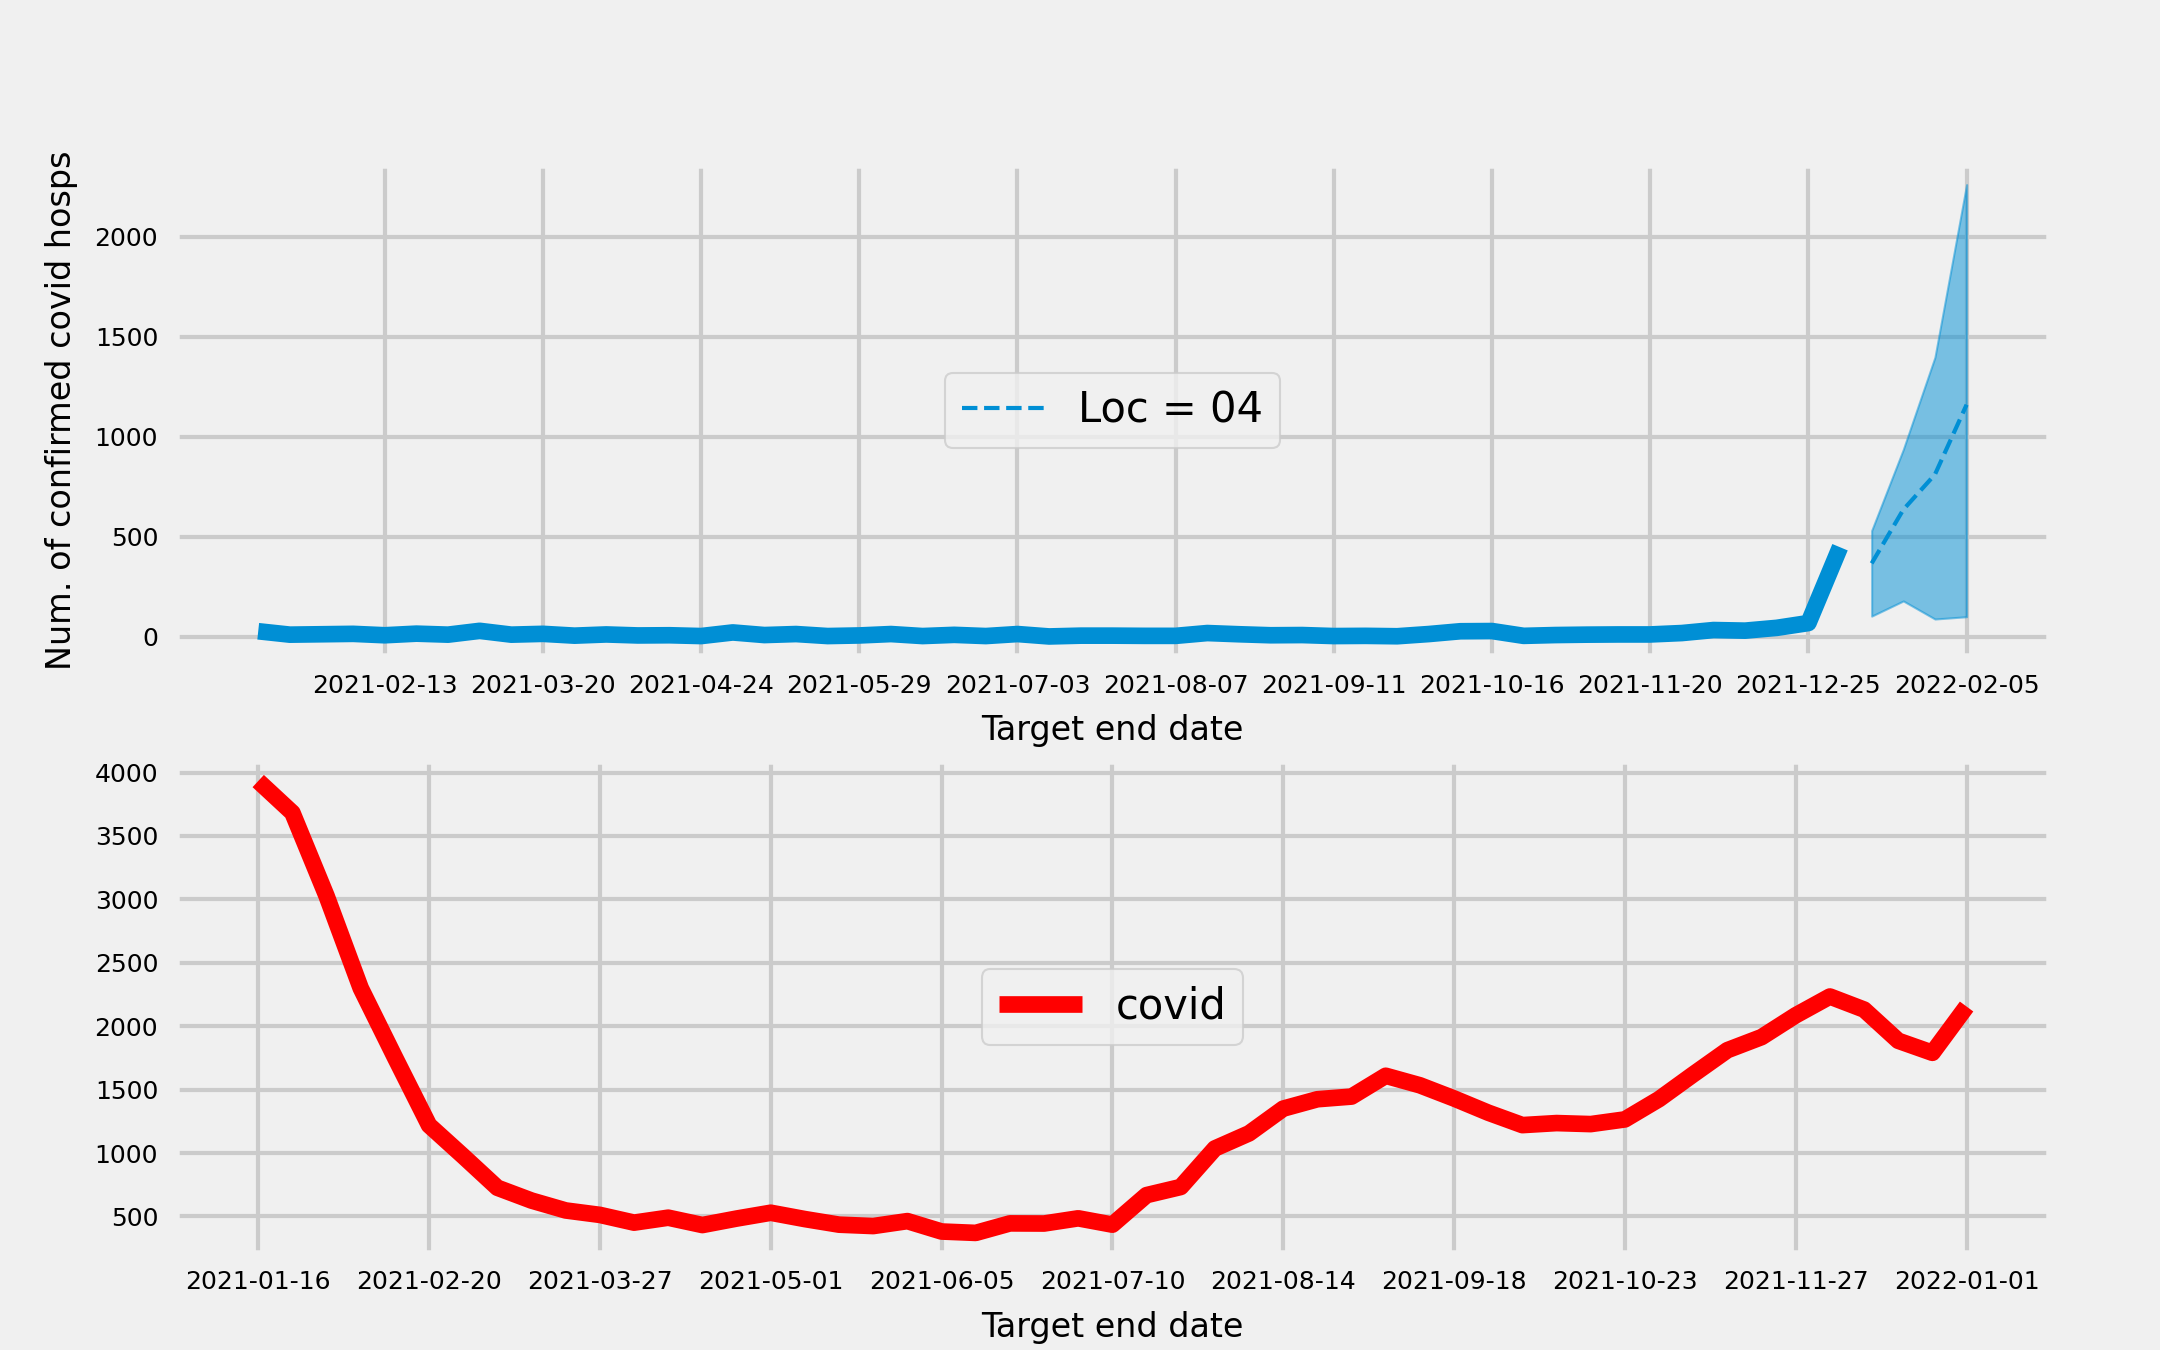 Num. of confirmed covid hosps
2000
1500
1000
500
0
Loc = 04
2021-02-13 2021-03-20 2021-04-24 2021-05-29 2021-07-03 2021-08-07 2021-09-11 2021-10-16 2021-11-20 2021-12-25 2022-02-05
Target end date
4000
3500
3000
2500
2000
1500
1000
500
covid
2021-01-16 2021-02-20 2021-03-27 2021-05-01 2021-06-05 2021-07-10 2021-08-14 2021-09-18 2021-10-23 2021-11-27 2022-01-01
Target end date